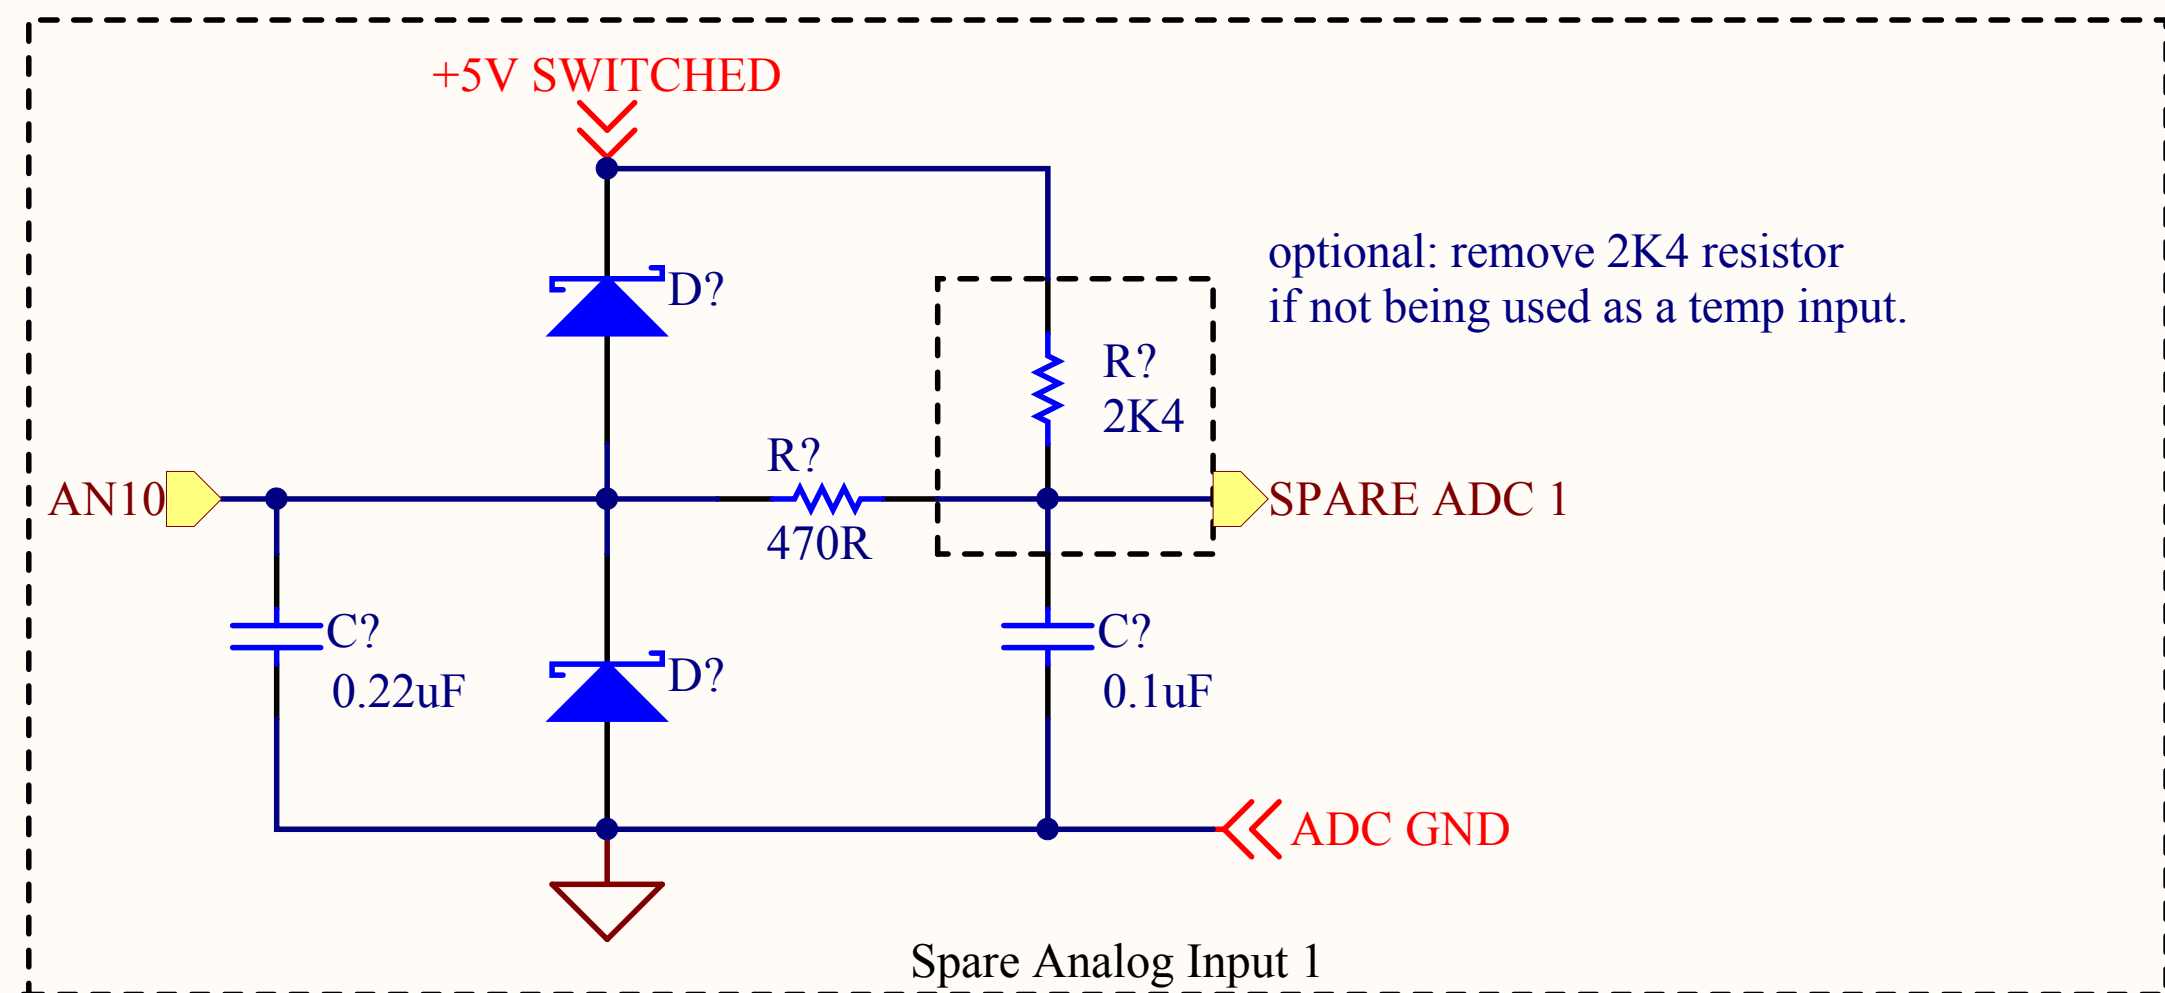 +5V SWITCHED
D?
optional: remove 2K4 resistor
if not being used as a temp input.
R?
2K4
R?
470R
AN10
SPARE ADC 1
C?
0.22uF
D?
C?
0.1uF
ADC GND
Spare Analog Input 1